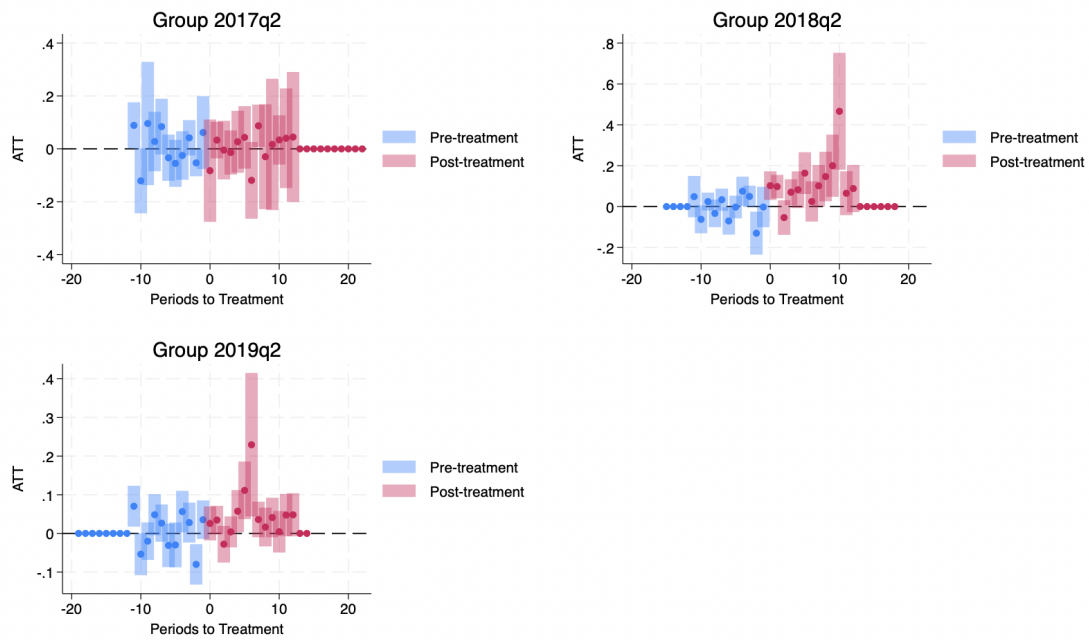 Group 2017q2
.4
.2
0
-.2
-.4
ATT
-20 -10 0 10 20
Periods to Treatment
Pre-treatment
Post-treatment
Group 2018q2
.8
.6
.4
.2
0
-.2
ATT
-20 -10 0 10 20
Periods to Treatment
Pre-treatment
Post-treatment
Group 2019q2
.4
.3
.2
.1
0
-.1
ATT
-20 -10 0 10 20
Periods to Treatment
Pre-treatment
Post-treatment